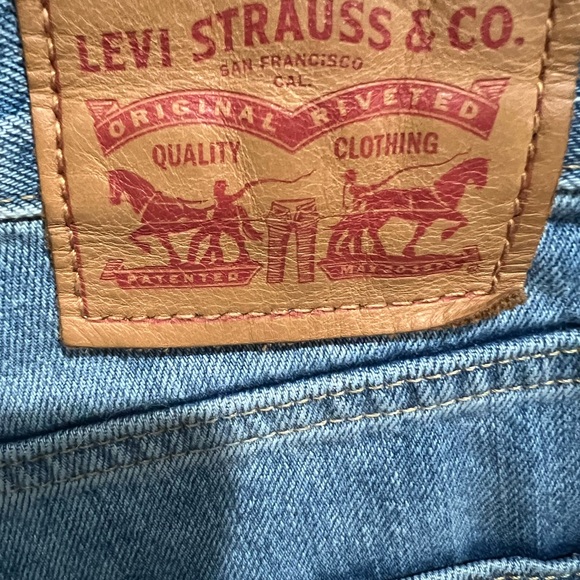 LEVI STRAUSS & CO.
SAN FRANCISCO
CAL.
ORIGINAL RIVETED
QUALITY CLOTHING
PATENTED